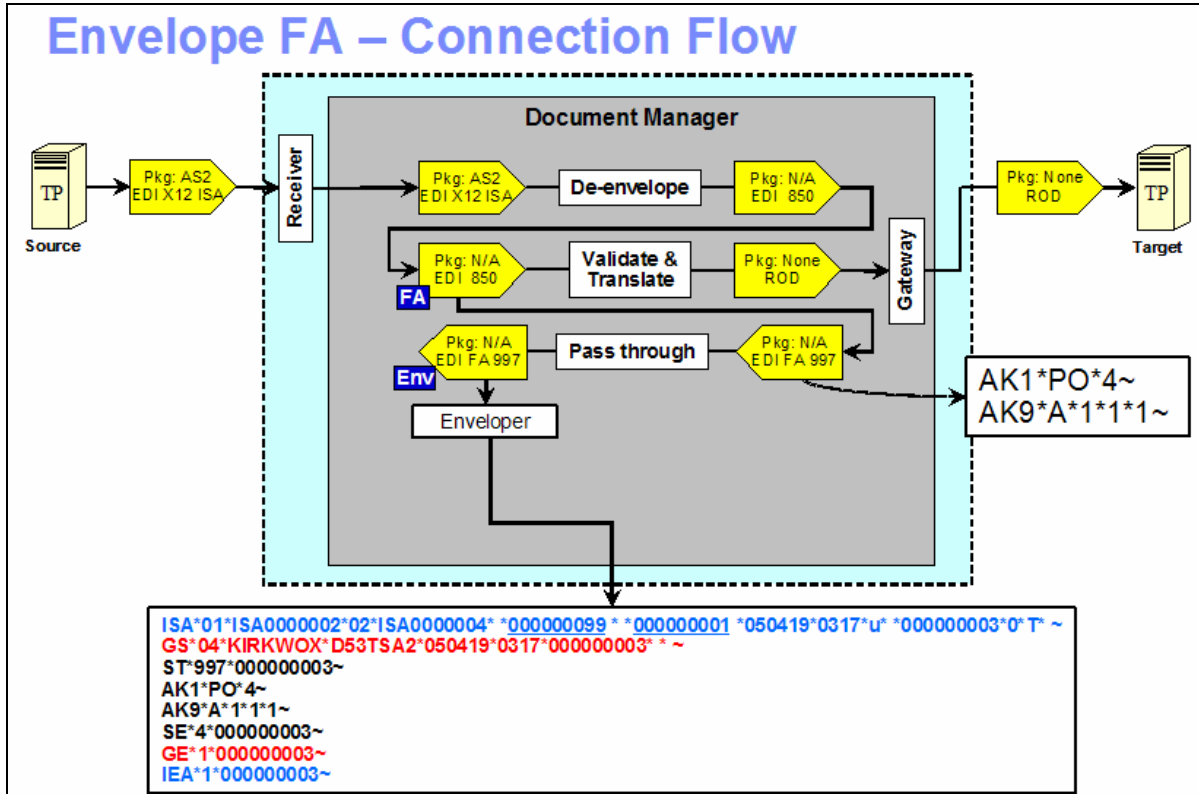 Envelope FA – Connection Flow
Document Manager
TP
Source
Pkg: AS2
EDI X12 ISA
Receiver
Pkg: AS2
EDI X12 ISA
De-envelope
Pkg: N/A
EDI 850
Pkg: None
ROD
TP
Target
Pkg: N/A
EDI 850
FA
Validate &
Translate
Pkg: None
ROD
Gateway
Pkg: N/A
EDI FA 997
Env
Pass through
Pkg: N/A
EDI FA 997
AK1*PO*4~
AK9*A*1*1*1~
Enveloper
ISA*01*ISA0000002*02*ISA0000004* *000000099 * *000000001 *050419*0317*u* *000000003*0*T* ~
GS*04*KIRKWOX*D53TSA2*050419*0317*000000003* * ~
ST*997*000000003~
AK1*PO*4~
AK9*A*1*1*1~
SE*4*000000003~
GE*1*000000003~
IEA*1*000000003~